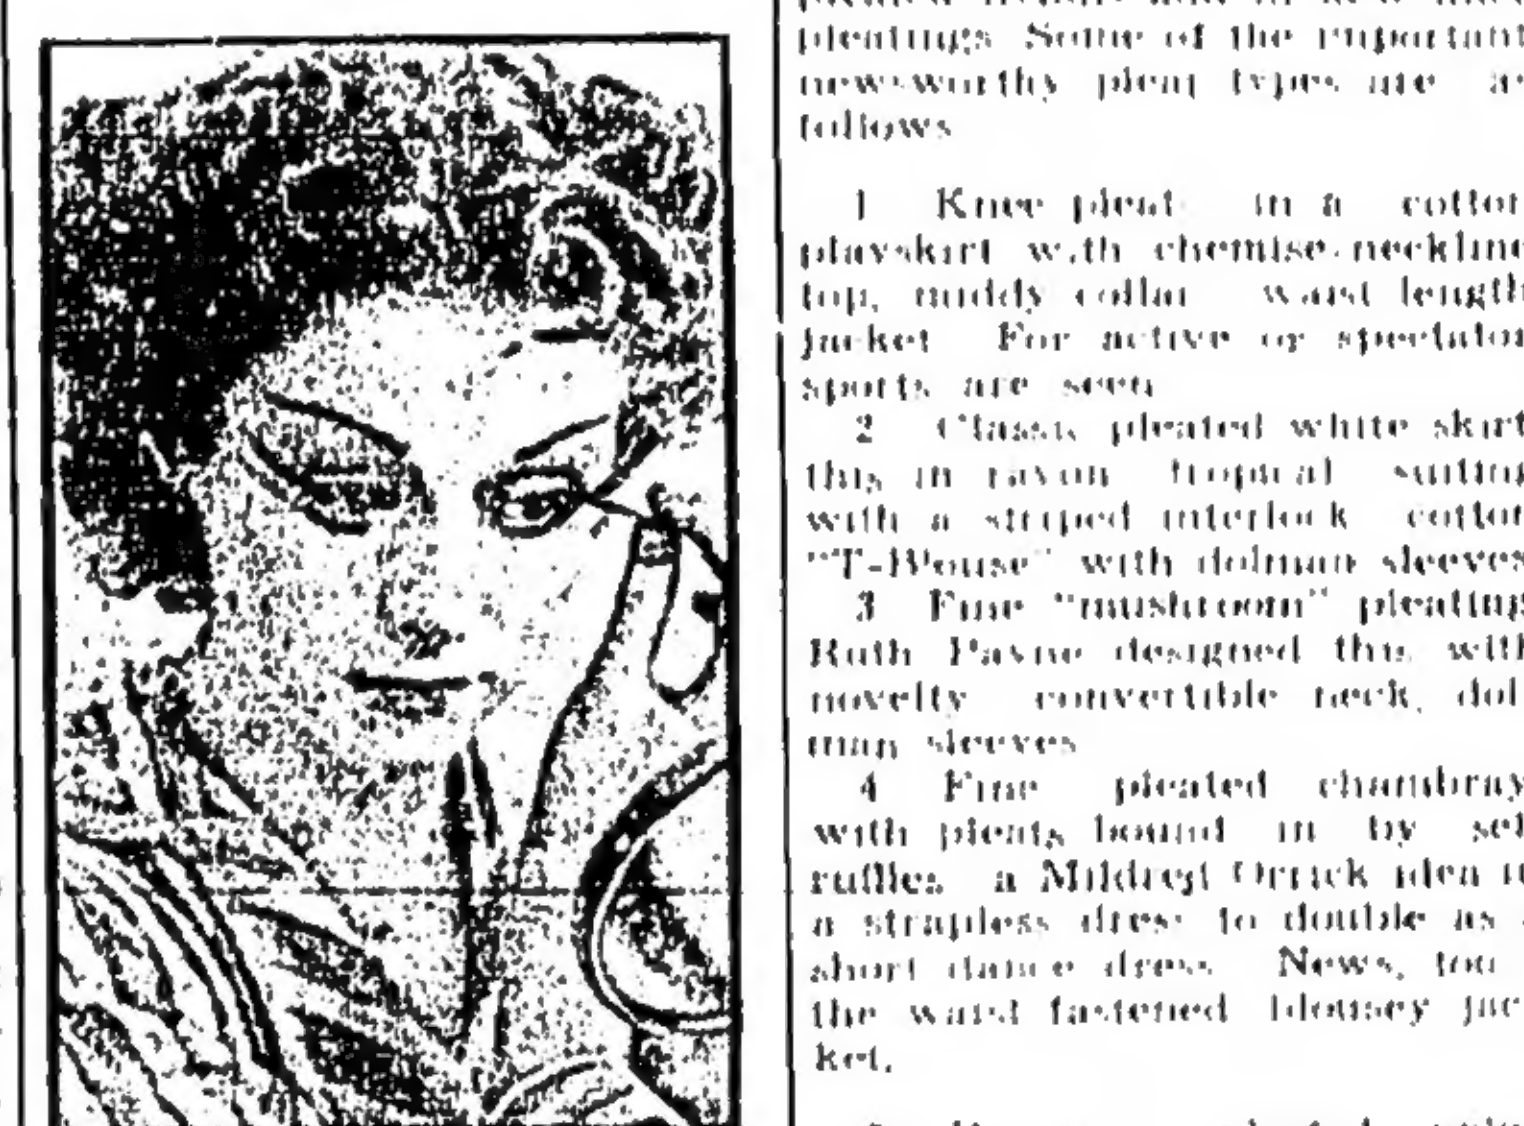 pleatings Some of the important
news-worthy pleat types are as
follows
1 Knee pleat in a cotton
playskirt with chemise-neckline
top, middy collar waist length
jacket For active or spectator
sports are seen
2 Classic pleated white skirt
this in rayon tropical suiting
with a striped interlock cotton
"T-Blouse" with dolman sleeves
3 Fine "mushroom" pleating
Ruth Payne designed this with
novelty convertible neck, dol
man sleeves
4 Fine pleated chambray
with pleats bound in by self
ruffles a Mildred Orrick idea in
a strapless dress to double as a
short dance dress News, too
the waist fastened blousey jac
ket.